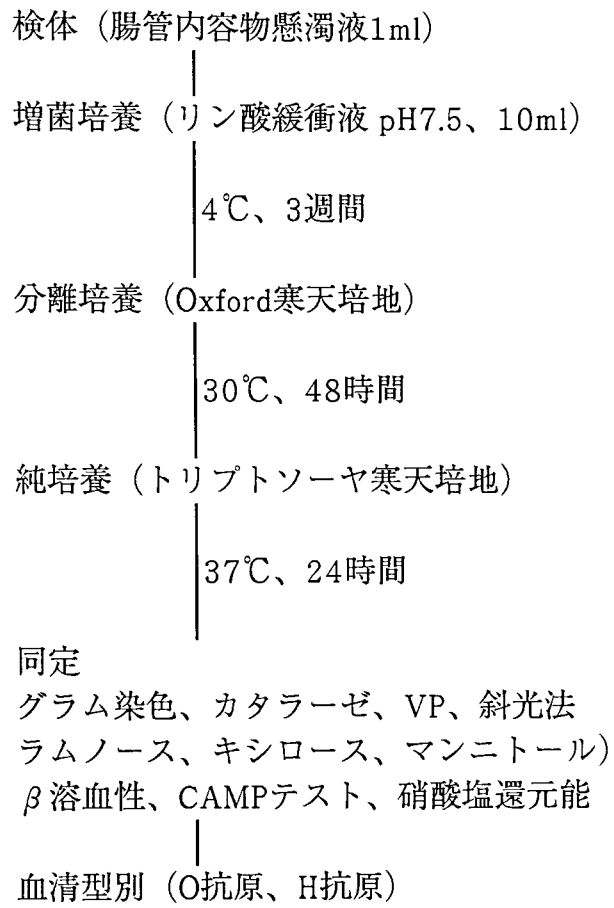 検体（腸管内容物懸濁液1ml）
増菌培養（リン酸緩衝液 pH7.5、10ml）
4℃、3週間
分離培養（Oxford寒天培地）
30℃、48時間
純培養（トリプトソーヤ寒天培地）
37℃、24時間
同定
グラム染色、カタラーゼ、VP、斜光法
ラムノース、キシロース、マンニトール）
β溶血性、CAMPテスト、硝酸塩還元能
血清型別（O抗原、H抗原）